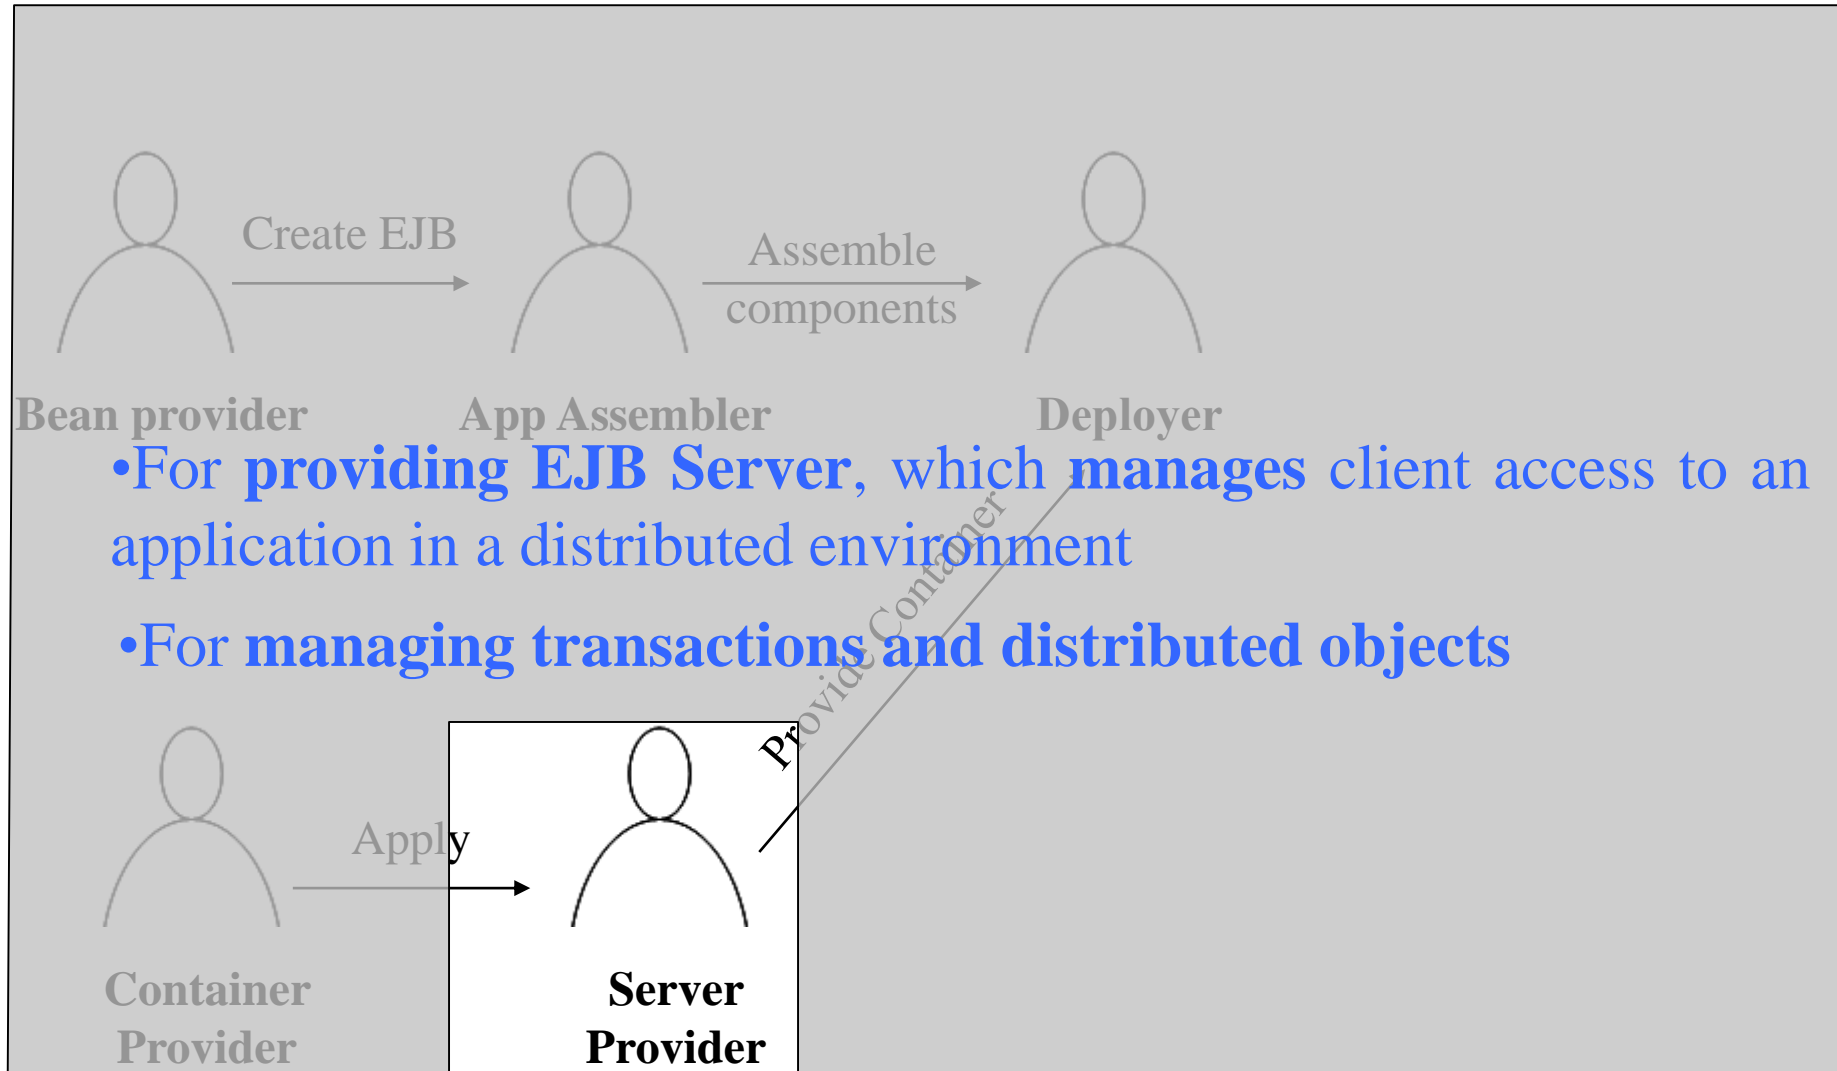 Create EJB
Assemble
components
Bean provider
App Assembler
Deployer
•For providing EJB Server, which manages client access to an
application in a distributed environment
•For managing transactions and distributed objects
Provide Container
Apply
Container
Provider
Server
Provider